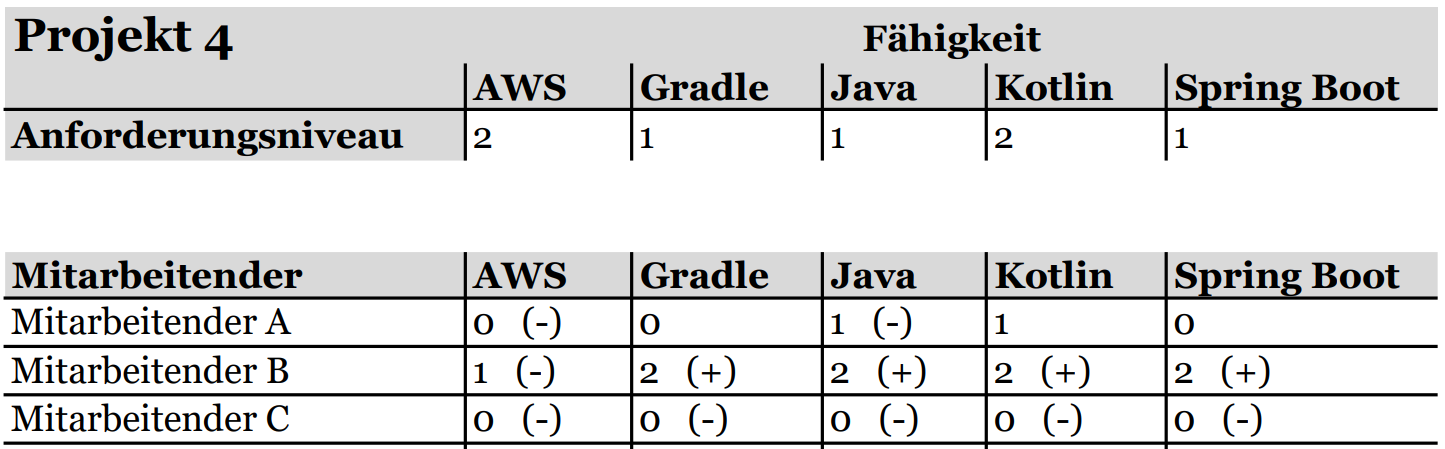 Projekt 4 Fähigkeit
AWS Gradle Java Kotlin Spring Boot
Anforderungsniveau 2 1 1 2 1
Mitarbeitender AWS Gradle Java Kotlin Spring Boot
Mitarbeitender A 0 (-) 0 1 (-) 1 0
Mitarbeitender B 1 (-) 2 (+) 2 (+) 2 (+) 2 (+)
Mitarbeitender C 0 (-) 0 (-) 0 (-) 0 (-) 0 (-)